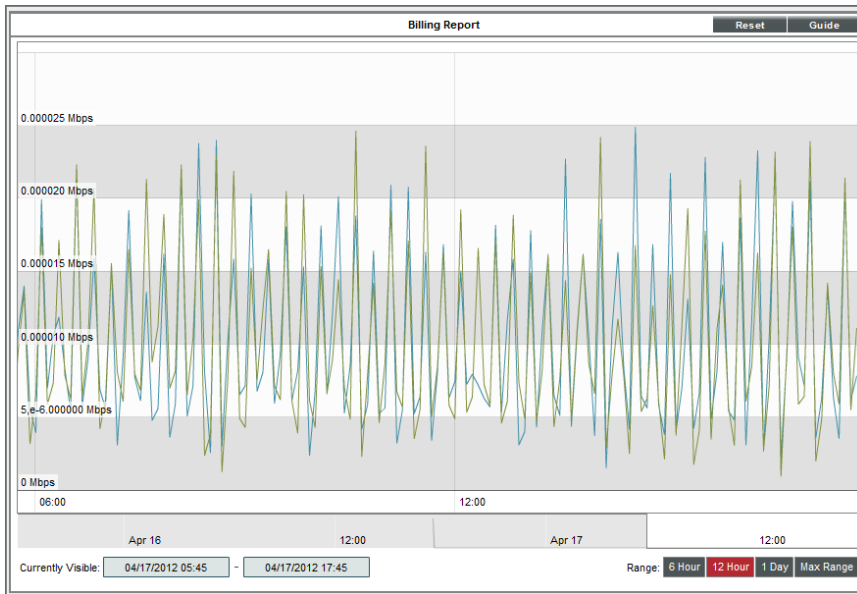 Billing Report
Reset
Guide
0.000025 Mbps
0.000020 Mbps
0.000015 Mbps
0.000010 Mbps
5,e-6.000000 Mbps
0 Mbps
06:00
12:00
Apr 16
12:00
Apr 17
12:00
Currently Visible: 04/17/2012 05:45 - 04/17/2012 17:45
Range: 6 Hour 12 Hour 1 Day Max Range